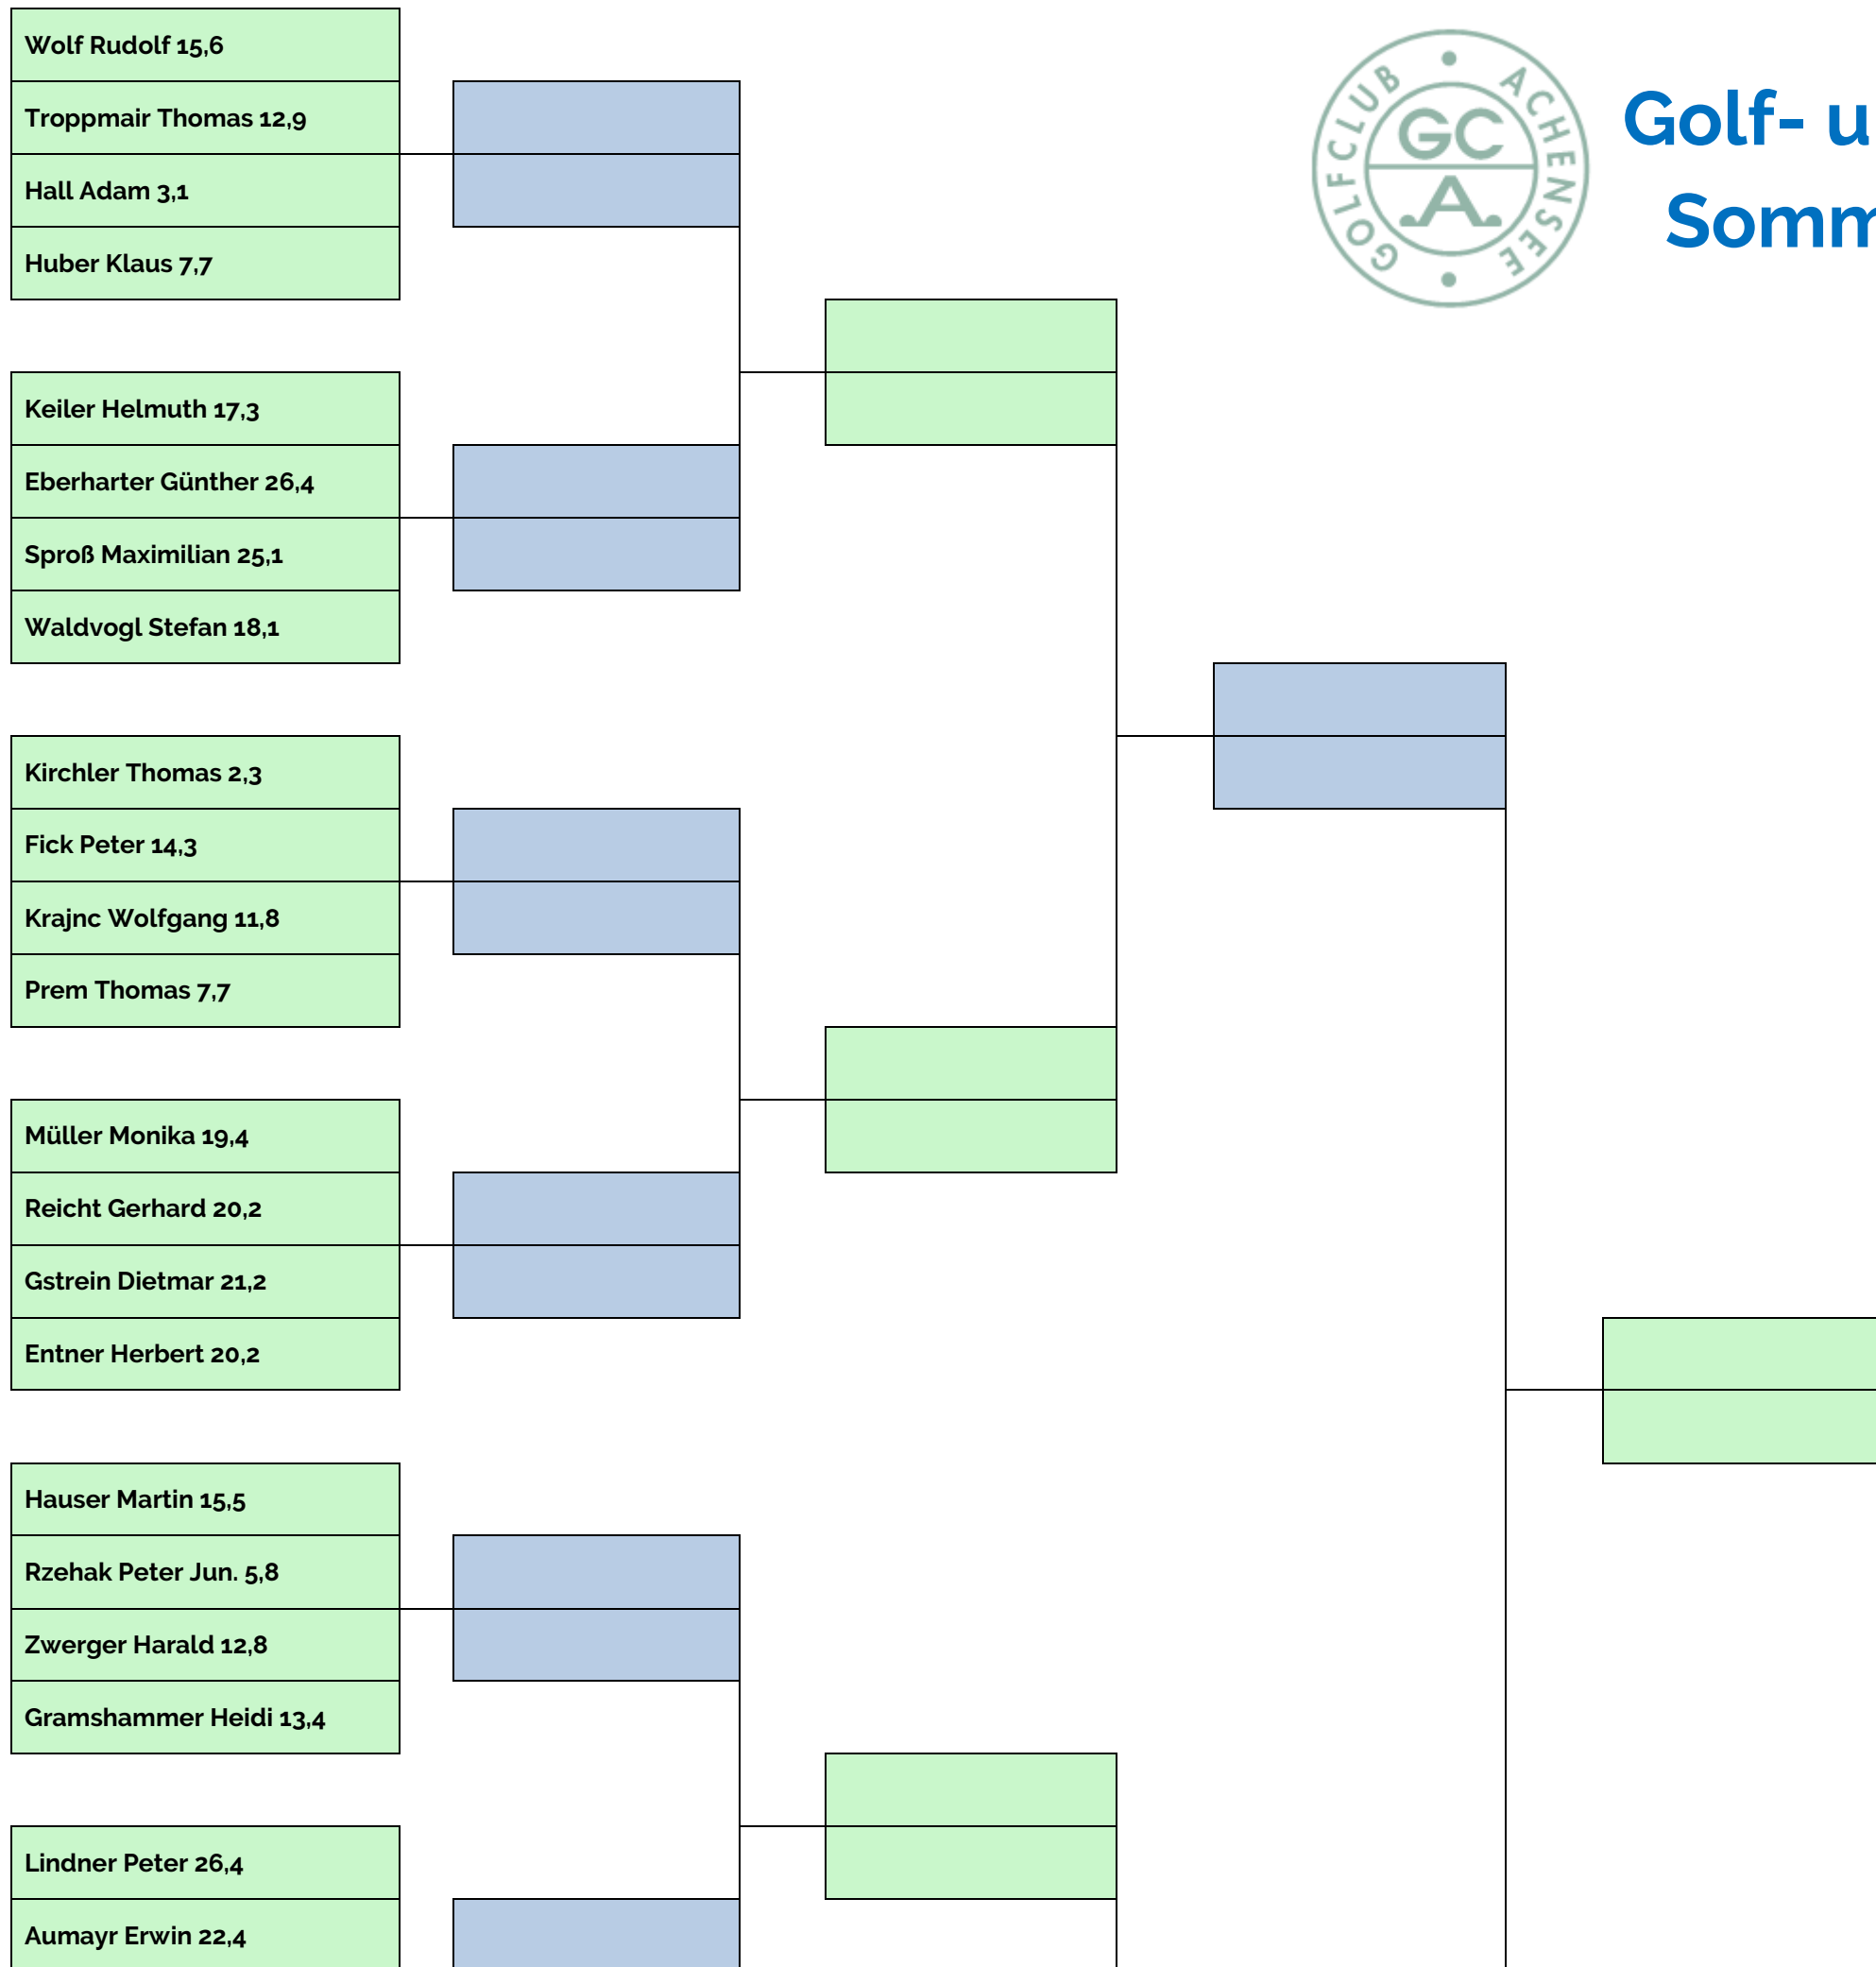 Wolf Rudolf 15,6
Troppmair Thomas 12,9
Hall Adam 3,1
Huber Klaus 7,7
GOLFCLUB • ACHENSEE •
GC
A
Golf- u
Somm
Keiler Helmuth 17,3
Eberharter Günther 26,4
Sproß Maximilian 25,1
Waldvogl Stefan 18,1
Kirchler Thomas 2,3
Fick Peter 14,3
Krajnc Wolfgang 11,8
Prem Thomas 7,7
Müller Monika 19,4
Reicht Gerhard 20,2
Gstrein Dietmar 21,2
Entner Herbert 20,2
Hauser Martin 15,5
Rzehak Peter Jun. 5,8
Zwerger Harald 12,8
Gramshammer Heidi 13,4
Lindner Peter 26,4
Aumayr Erwin 22,4